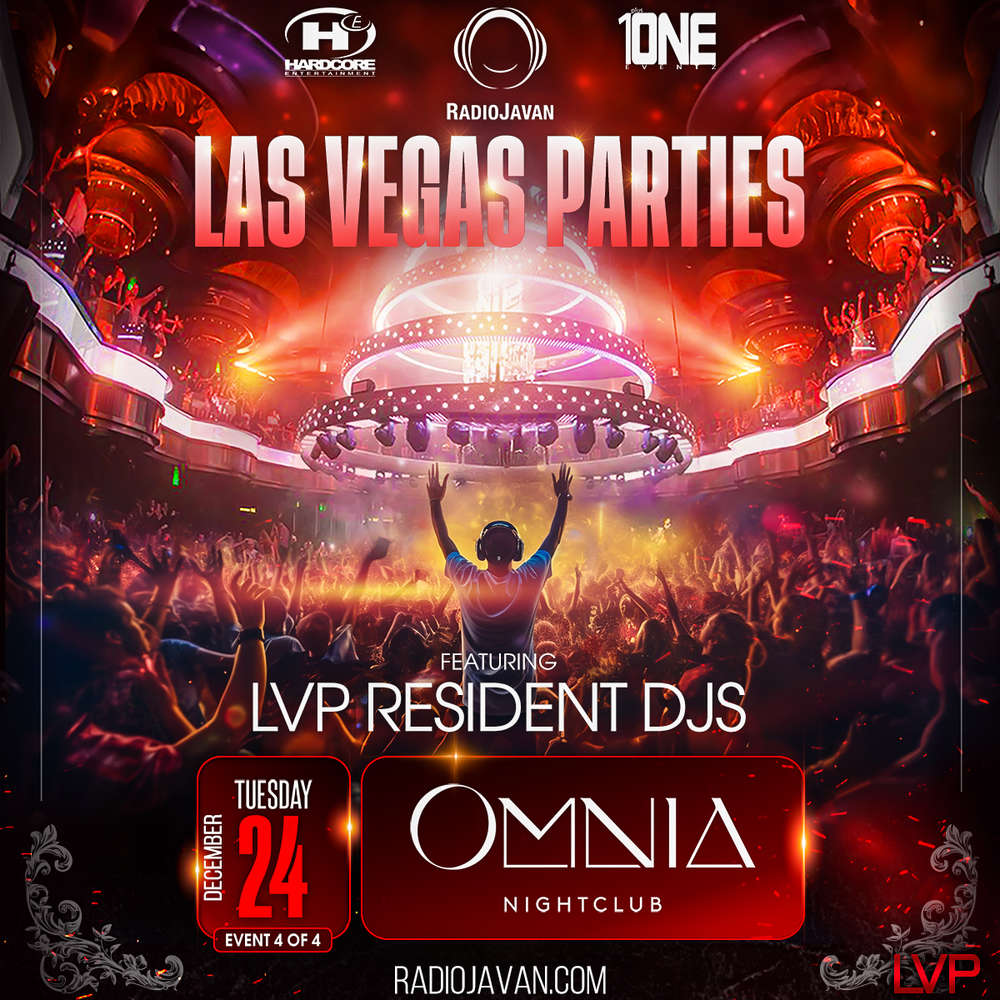 H E
HARDCORE
ENTERTAINMENT
RADIOJAVAN
plus
1ONE
EVENTZ
LAS VEGAS PARTIES
FEATURING
LVP RESIDENT DJS
DECEMBER
TUESDAY
24
EVENT 4 OF 4
OMNIA
NIGHTCLUB
RADIOJAVAN.COM
LVP